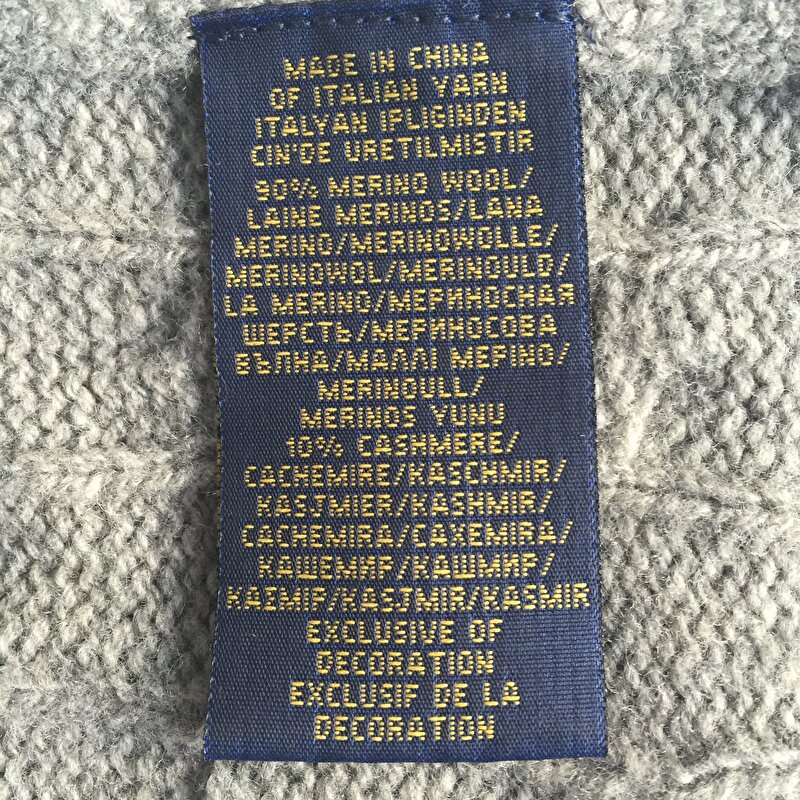 MADE IN CHINA
OF ITALIAN YARN
ITALYAN IPLIGINDEN
CIN'DE URETILMISTIR
90% MERINO WOOL/
LAINE MERINOS/LANA
MERINO/MERINOWOLLE/
MERINOWOL/MERINOULD/
LA MERINO/МЕРИНОСНАЯ
ШЕРСТЬ/МЕРИНОСОВА
ВЪЛНА/ΜΑΛΛΙ ΜΕΡΙΝΟ/
MERINOULL/
MERINOS YUNU
10% CASHMERE/
CACHEMIRE/KASCHMIR/
KASJMIER/KASHMIR/
CACHEMIRA/CAXEMIRA/
КАШЕМИР/КАШМИР/
ΚΑΣΜΙΡ/KASJMIR/KASMIR
EXCLUSIVE OF
DECORATION
EXCLUSIF DE LA
DECORATION